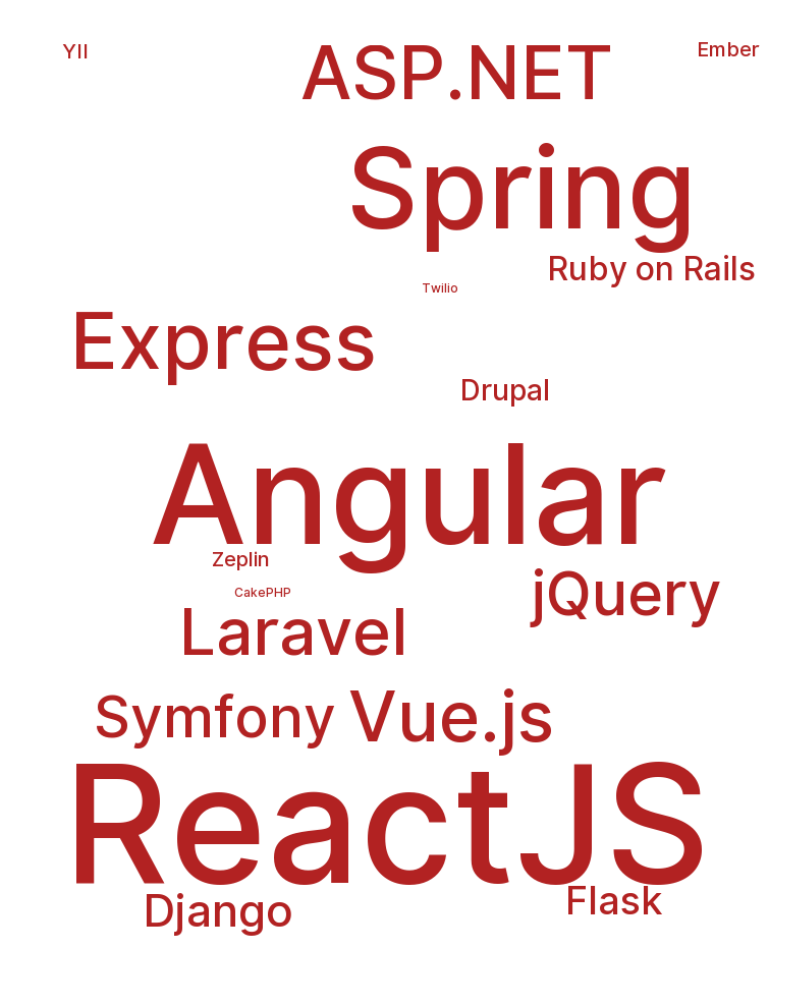 YII
ASP.NET
Ember
Spring
Ruby on Rails
Twilio
Express
Drupal
Angular
Zeplin
jQuery
CakePHP
Laravel
Symfony
Vue.js
ReactJS
Django
Flask